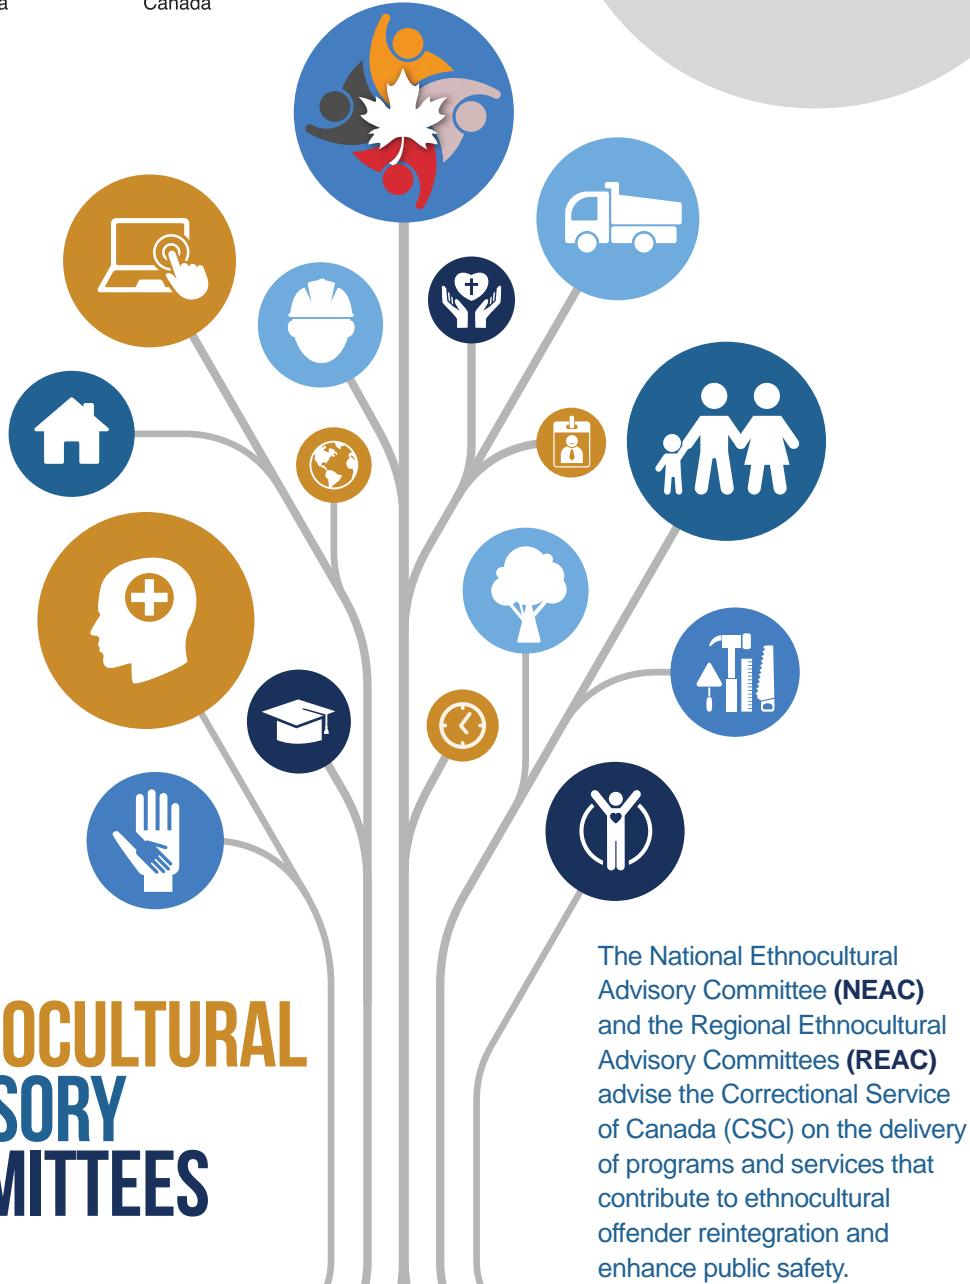 a Canada
OCULTURAL
SORY
MITTEES
The National Ethnocultural
Advisory Committee (NEAC)
and the Regional Ethnocultural
Advisory Committees (REAC)
advise the Correctional Service
of Canada (CSC) on the delivery
of programs and services that
contribute to ethnocultural
offender reintegration and
enhance public safety.